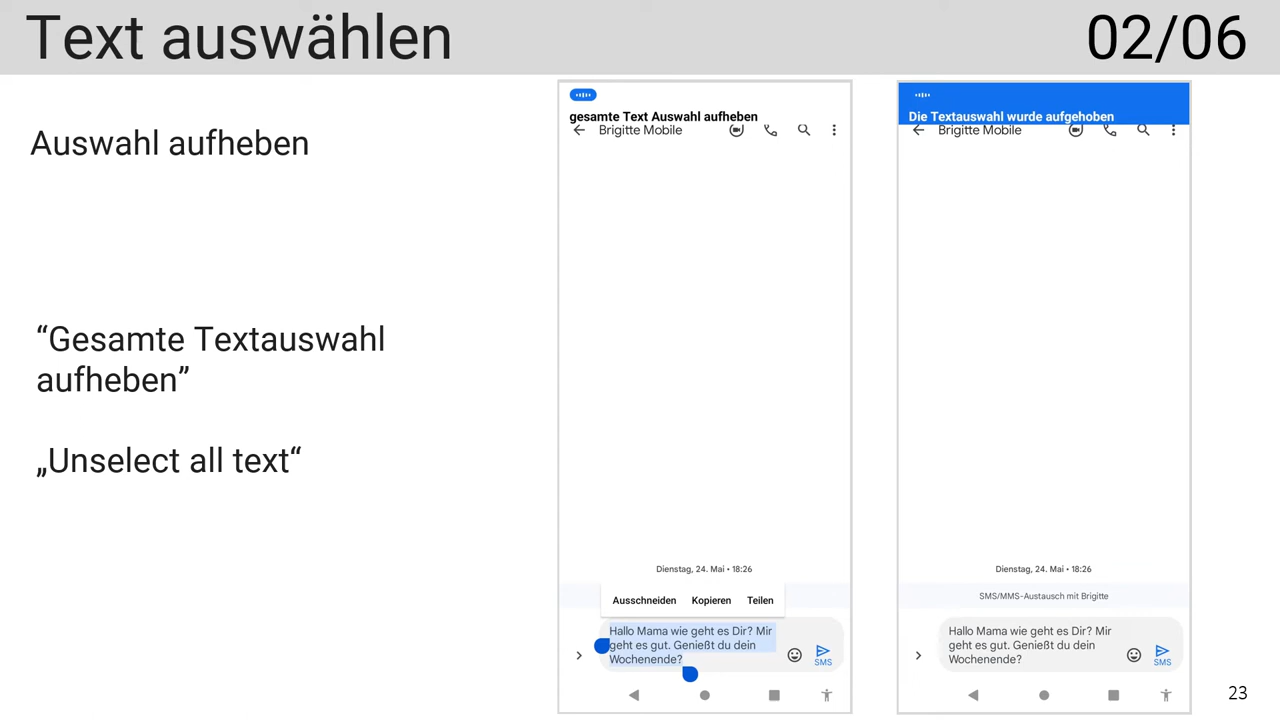 Text auswählen
02/06
Auswahl aufheben
“Gesamte Textauswahl
aufheben”
„Unselect all text“
gesamte Text Auswahl aufheben
Brigitte Mobile
Dienstag, 24. Mai • 18:26
Ausschneiden Kopieren Teilen
Hallo Mama wie geht es Dir? Mir
geht es gut. Genießt du dein
Wochenende?
SMS
Die Textauswahl wurde aufgehoben
Brigitte Mobile
Dienstag, 24. Mai • 18:26
SMS/MMS-Austausch mit Brigitte
Hallo Mama wie geht es Dir? Mir
geht es gut. Genießt du dein
Wochenende?
SMS
23